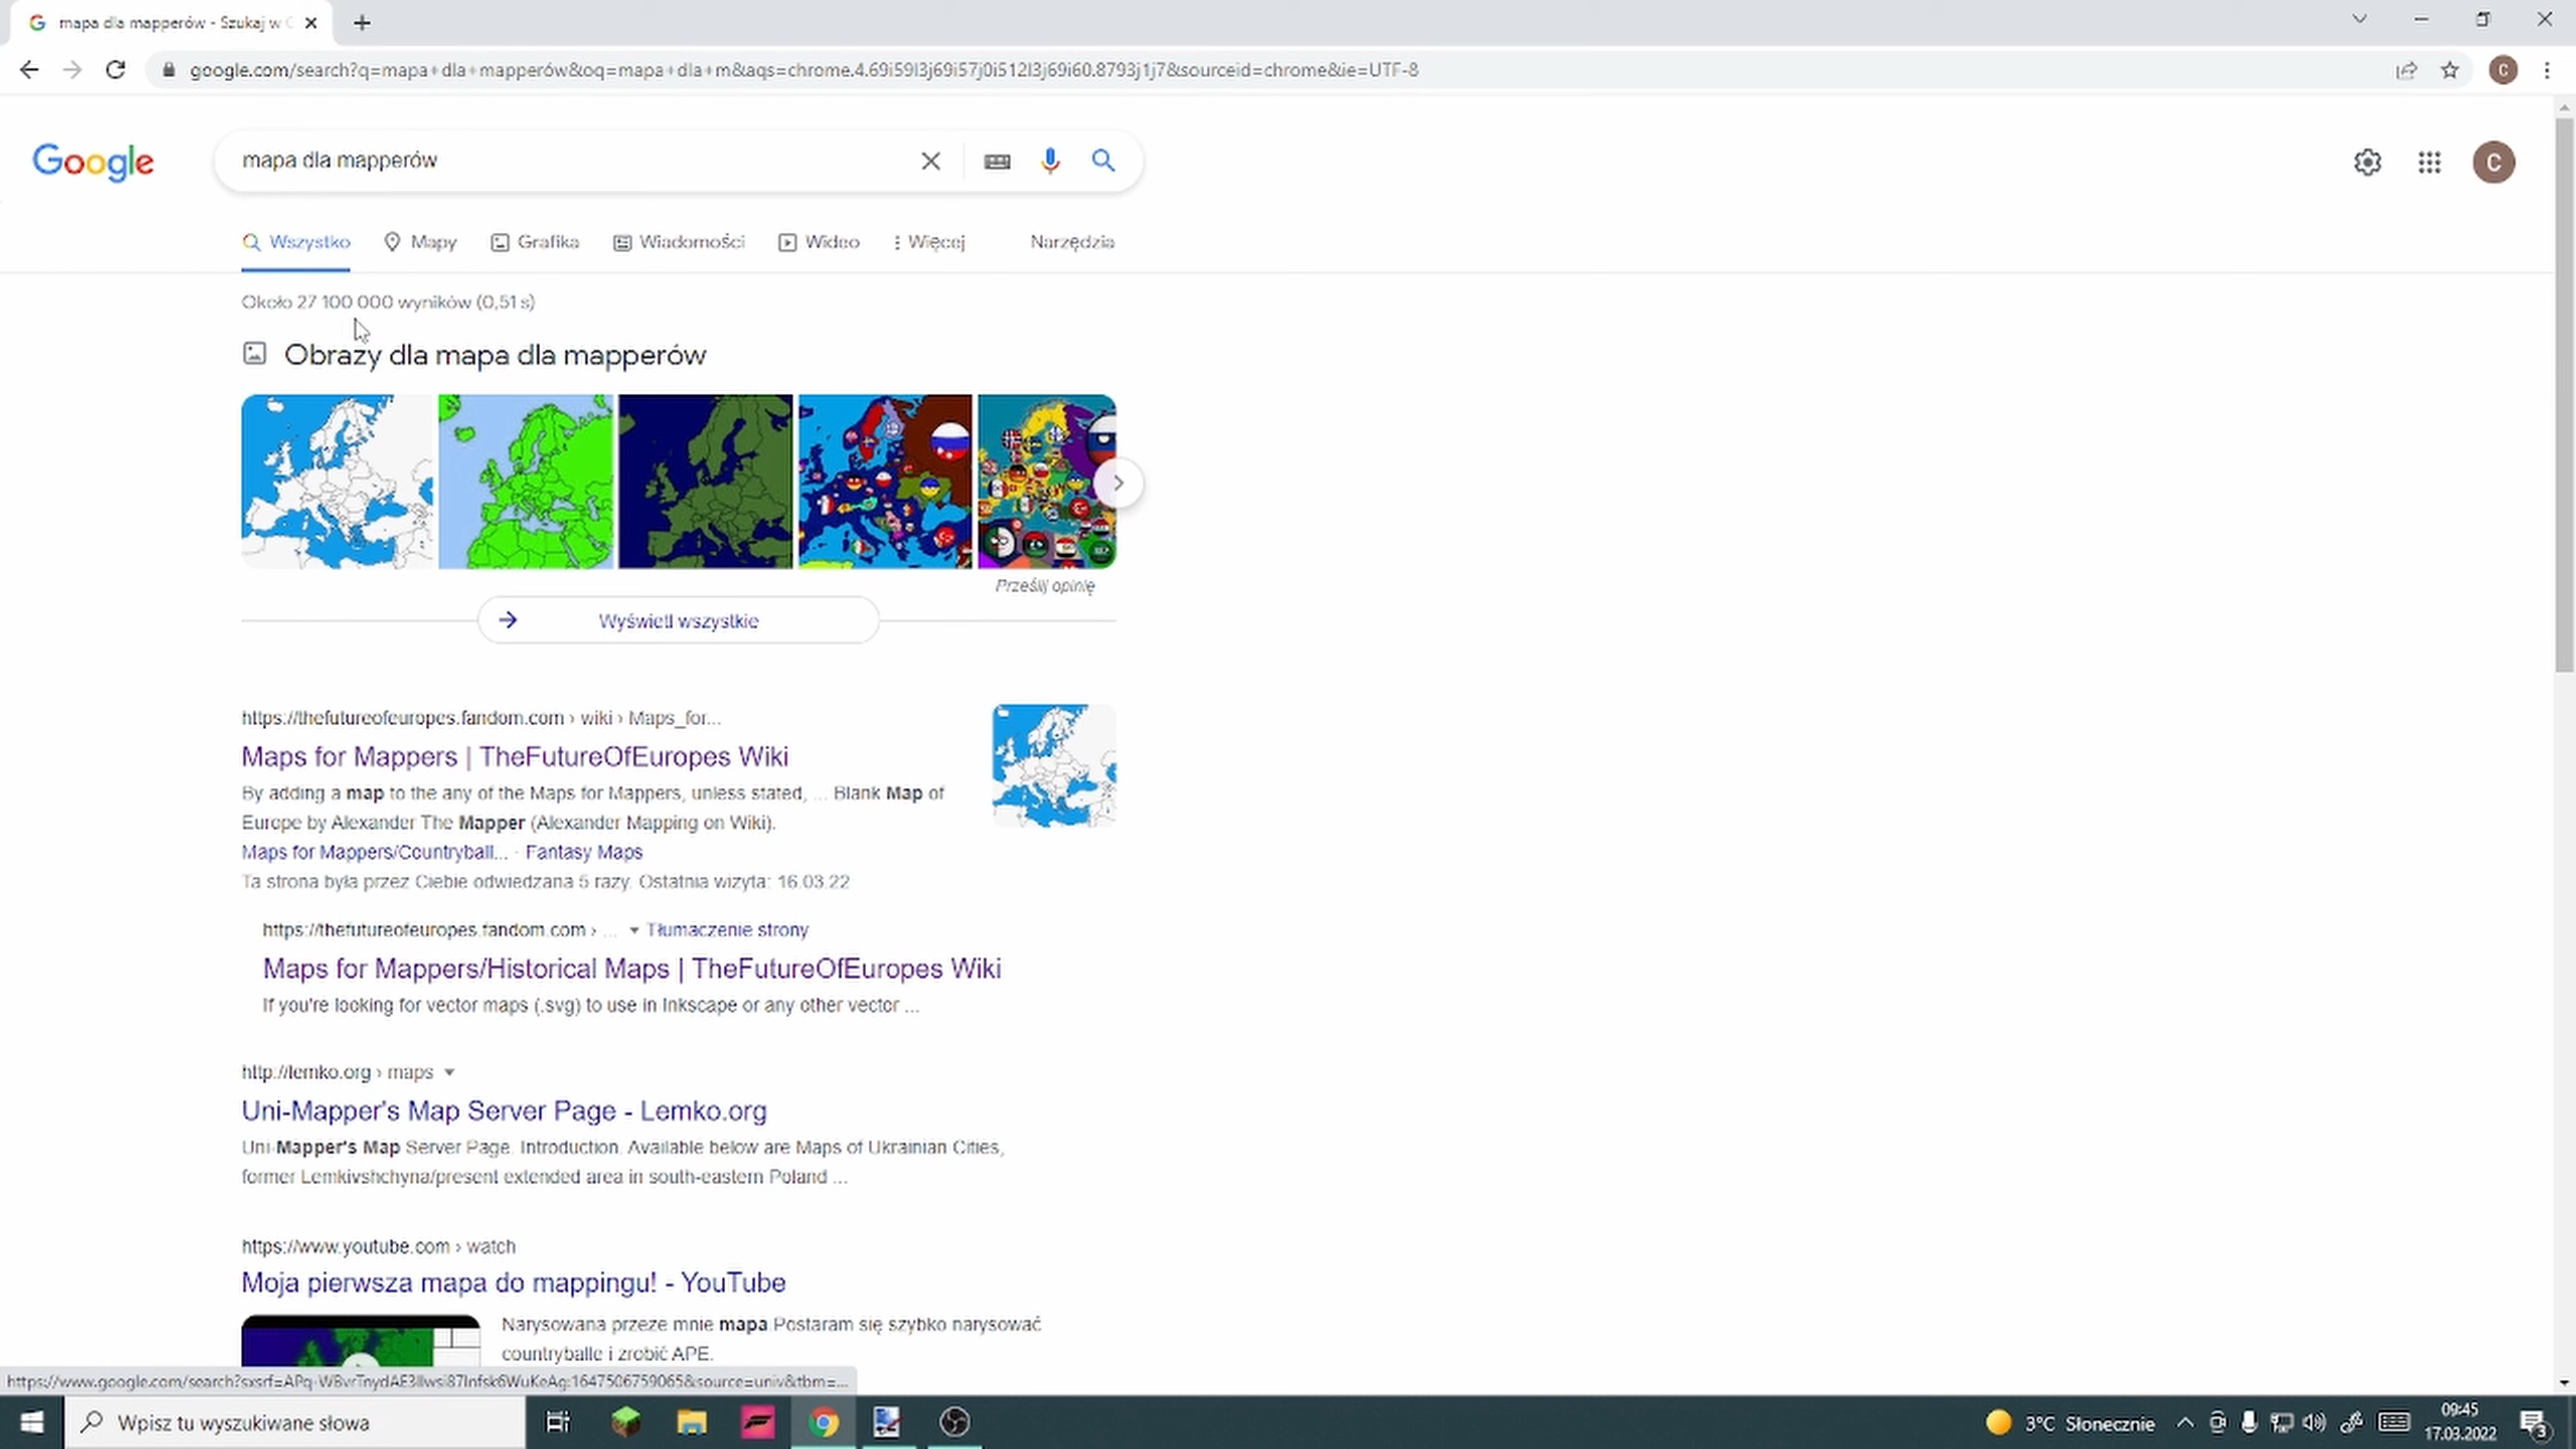 mapa dla mapperów - Szukaj w G
google.com/search?q=mapa+dla+mapperów&oq=mapa+dla+m&aqs=chrome.4.69i59l3j69i57j0i512l3j69i60.8793j1j7&sourceid=chrome&ie=UTF-8
C
Google
mapa dla mapperów
C
Wszystko Mapy Grafika Wiadomości Wideo Więcej Narzędzia
Około 27 100 000 wyników (0,51 s)
Obrazy dla mapa dla mapperów
Prześlij opinię
Wyświetl wszystkie
https://thefutureofeuropes.fandom.com › wiki › Maps_for...
Maps for Mappers | TheFutureOfEuropes Wiki
By adding a map to the any of the Maps for Mappers, unless stated, ... Blank Map of
Europe by Alexander The Mapper (Alexander Mapping on Wiki).
Maps for Mappers/Countryball... · Fantasy Maps
Ta strona była przez Ciebie odwiedzana 5 razy. Ostatnia wizyta: 16.03.22
https://thefutureofeuropes.fandom.com › ... Tłumaczenie strony
Maps for Mappers/Historical Maps | TheFutureOfEuropes Wiki
If you're looking for vector maps (.svg) to use in Inkscape or any other vector ...
http://lemko.org › maps
Uni-Mapper's Map Server Page - Lemko.org
Uni-Mapper's Map Server Page. Introduction. Available below are Maps of Ukrainian Cities,
former Lemkivshchyna/present extended area in south-eastern Poland ...
https://www.youtube.com › watch
Moja pierwsza mapa do mappingu! - YouTube
Narysowana przeze mnie mapa Postaram się szybko narysować
countryballe i zrobić APE.
Wpisz tu wyszukiwane słowa
3°C Słonecznie
09:45
17.03.2022
3